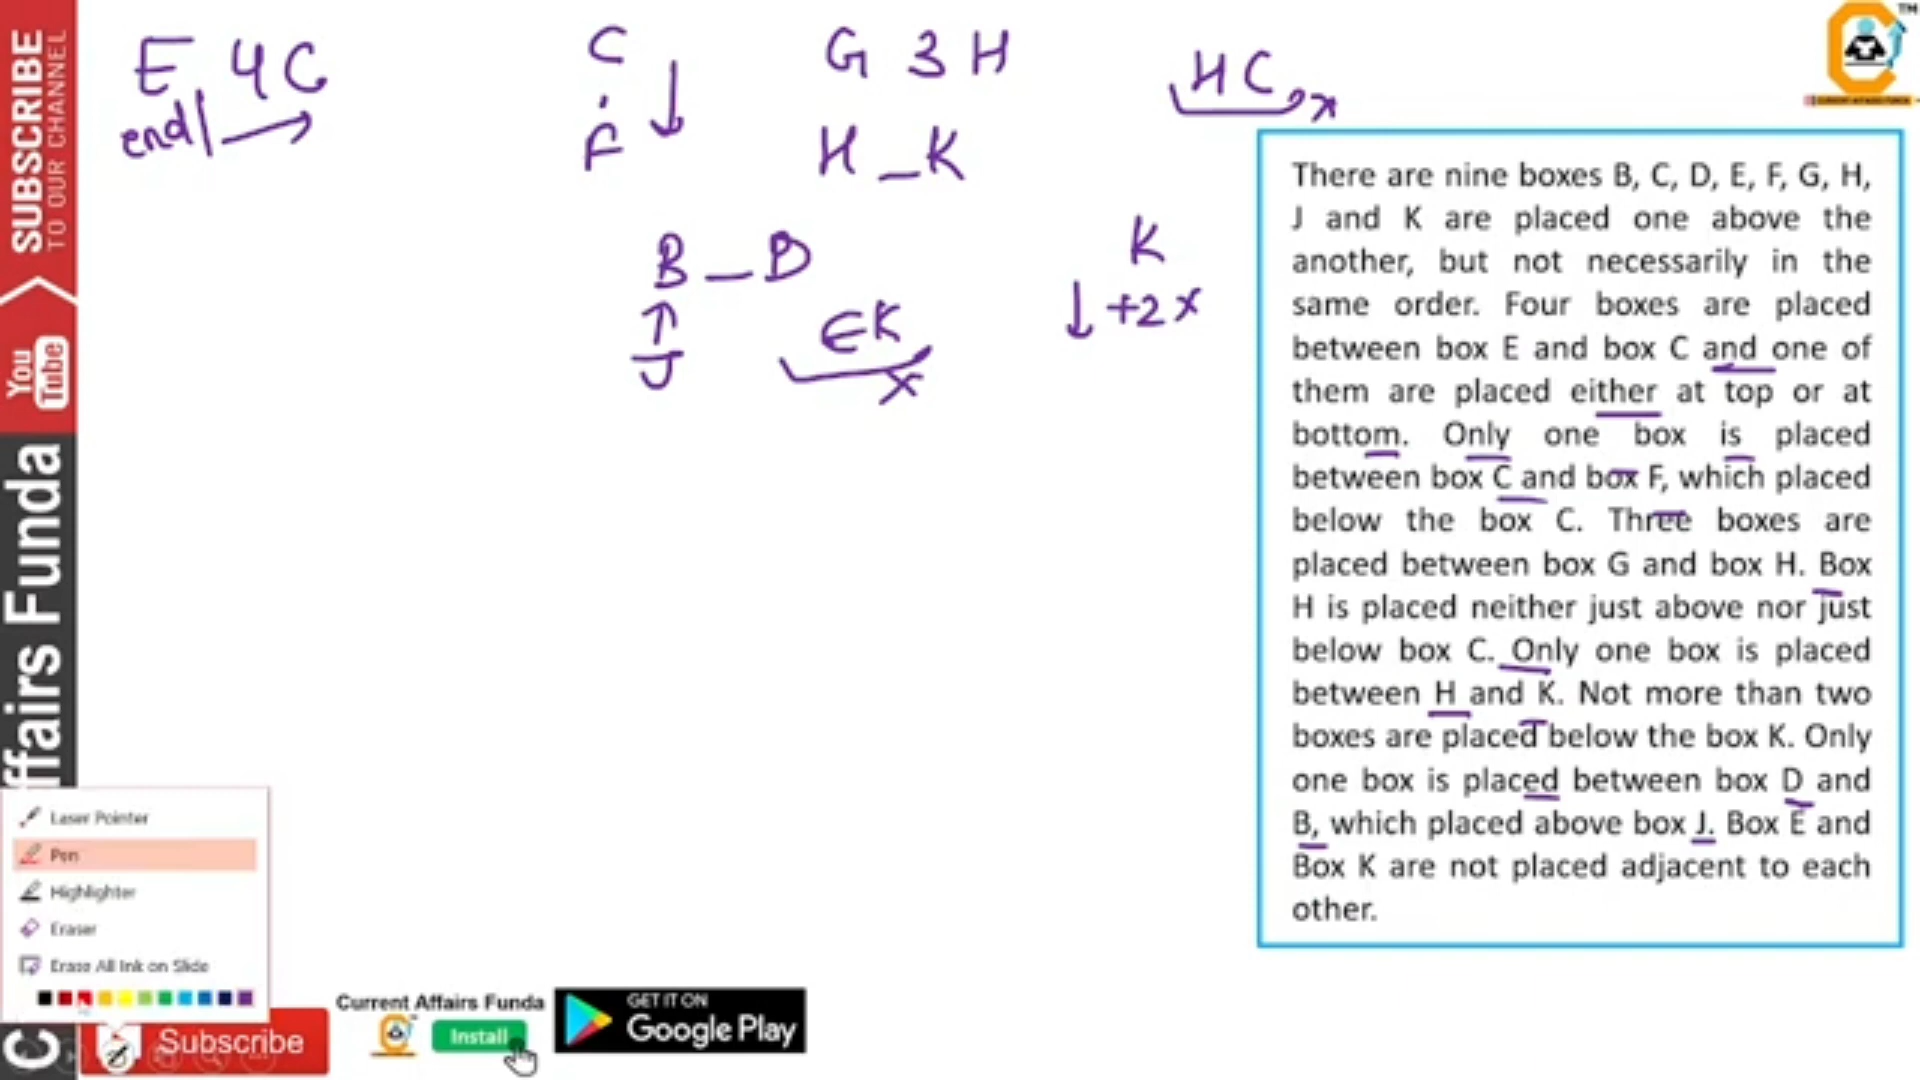 SUBSCRIBE
TO OUR CHANNEL
You
Tube
ffairs Funda
C
E 4 C
end/
C
F
G 3 H
H _ K
H C x
B _ D
J
E K
x
K
+2 x
TM
There are nine boxes B, C, D, E, F, G, H,
J and K are placed one above the
another, but not necessarily in the
same order. Four boxes are placed
between box E and box C and one of
them are placed either at top or at
bottom. Only one box is placed
between box C and box F, which placed
below the box C. Three boxes are
placed between box G and box H. Box
H is placed neither just above nor just
below box C. Only one box is placed
between H and K. Not more than two
boxes are placed below the box K. Only
one box is placed between box D and
B, which placed above box J. Box E and
Box K are not placed adjacent to each
other.
Laser Pointer
Pen
Highlighter
Eraser
Erase All Ink on Slide
Subscribe
Current Affairs Funda
Install
GET IT ON
Google Play